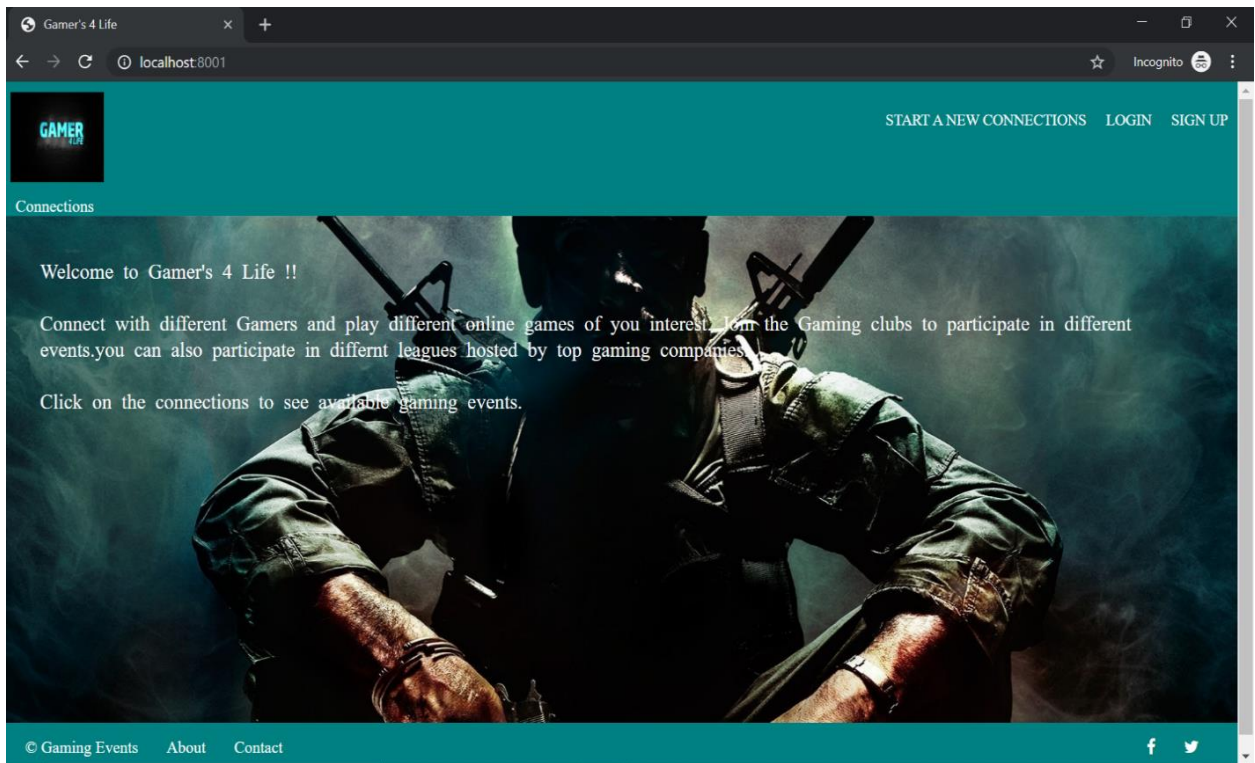 Gamer's 4 Life
localhost:8001
Incognito
GAMER
4 LIFE
START A NEW CONNECTIONS LOGIN SIGN UP
Connections
Welcome to Gamer's 4 Life !!
Connect with different Gamers and play different online games of you interest. Join the Gaming clubs to participate in different
events.you can also participate in differnt leagues hosted by top gaming companies.
Click on the connections to see available gaming events.
© Gaming Events About Contact